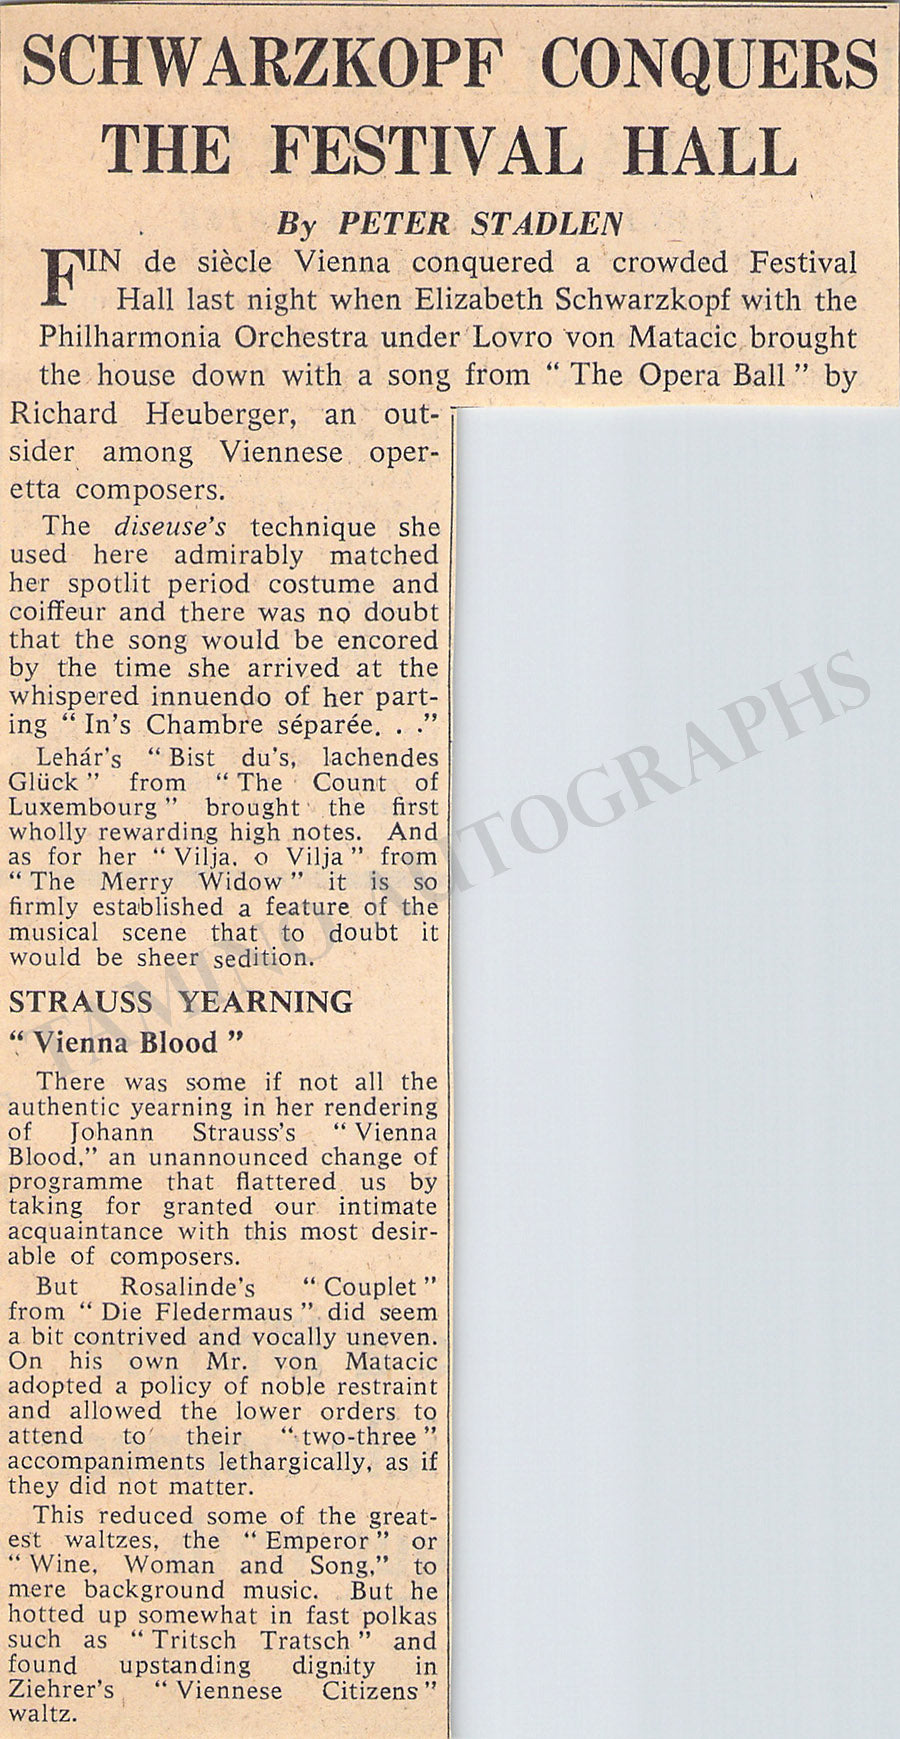 SCHWARZKOPF CONQUERS
THE FESTIVAL HALL
By PETER STADLEN
FIN de siècle Vienna conquered a crowded Festival
Hall last night when Elizabeth Schwarzkopf with the
Philharmonia Orchestra under Lovro von Matacic brought
the house down with a song from “ The Opera Ball ” by
Richard Heuberger, an out-
sider among Viennese oper-
etta composers.
The diseuse's technique she
used here admirably matched
her spotlit period costume and
coiffeur and there was no doubt
that the song would be encored
by the time she arrived at the
whispered innuendo of her part-
ing “ In's Chambre séparée. . .”
Lehár's “ Bist du's, lachendes
Glück ” from “ The Count of
Luxembourg ” brought the first
wholly rewarding high notes. And
as for her “ Vilja, o Vilja ” from
“ The Merry Widow ” it is so
firmly established a feature of the
musical scene that to doubt it
would be sheer sedition.
STRAUSS YEARNING
“ Vienna Blood ”
There was some if not all the
authentic yearning in her rendering
of Johann Strauss's “ Vienna
Blood,” an unannounced change of
programme that flattered us by
taking for granted our intimate
acquaintance with this most desir-
able of composers.
But Rosalinde's “ Couplet ”
from “ Die Fledermaus ” did seem
a bit contrived and vocally uneven.
On his own Mr. von Matacic
adopted a policy of noble restraint
and allowed the lower orders to
attend to their “ two-three ”
accompaniments lethargically, as if
they did not matter.
This reduced some of the great-
est waltzes, the “ Emperor ” or
“ Wine, Woman and Song,” to
mere background music. But he
hotted up somewhat in fast polkas
such as “ Tritsch Tratsch ” and
found upstanding dignity in
Ziehrer's “ Viennese Citizens ”
waltz.
TAMINO AUTOGRAPHS